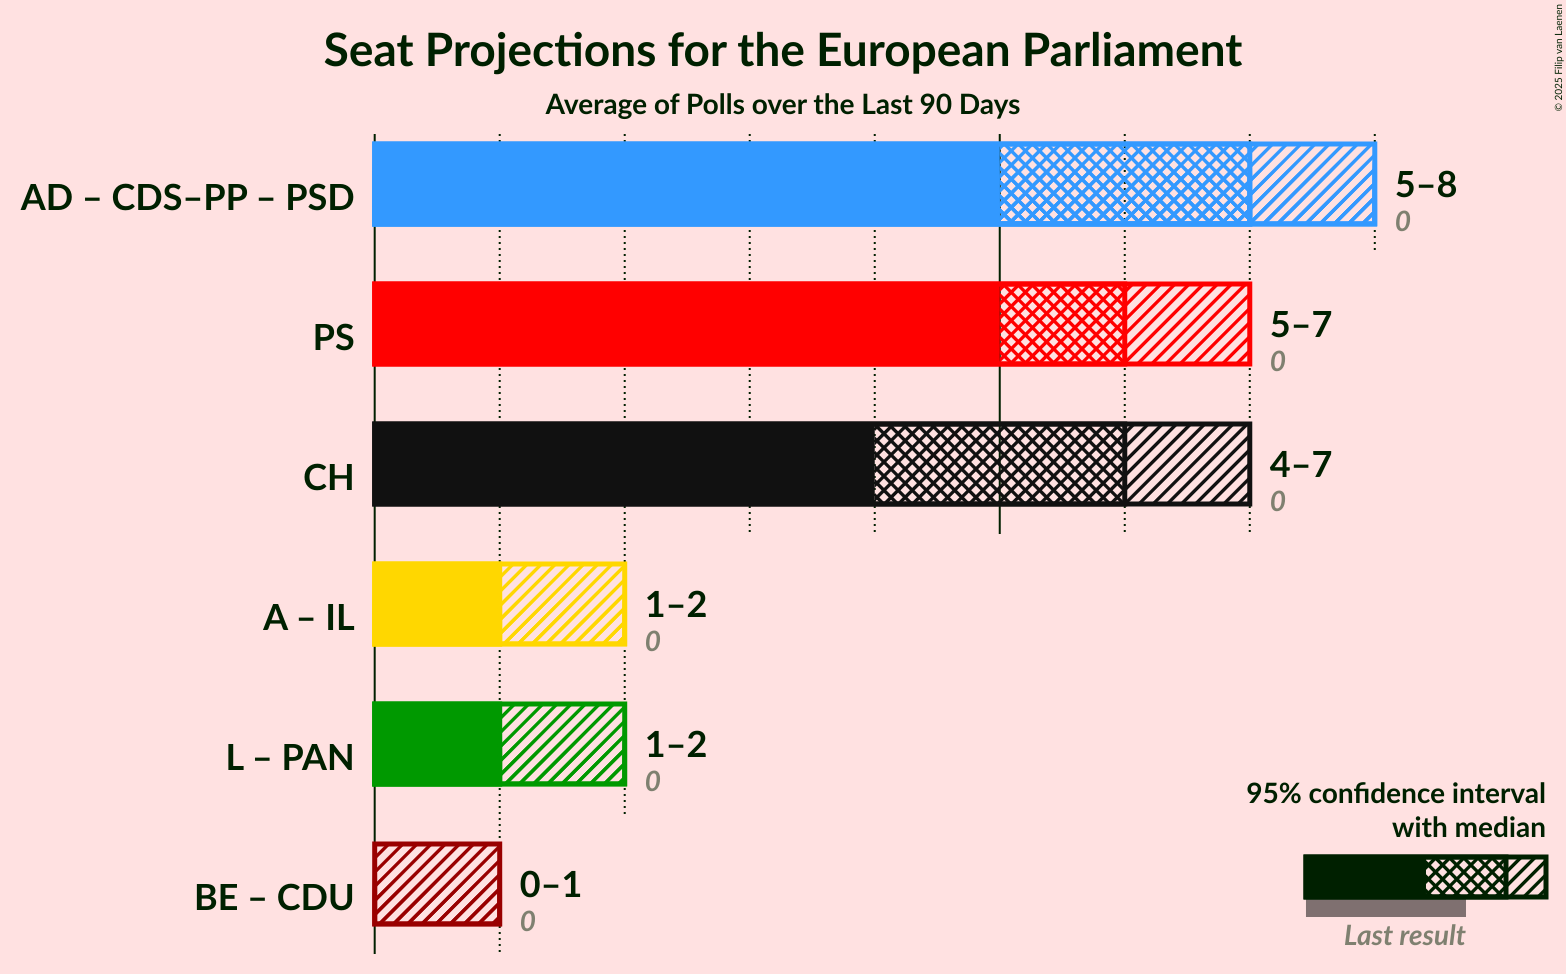 Seat Projections for the European Parliament
Average of Polls over the Last 90 Days
© 2025 Filip van Laenen
AD – CDS–PP – PSD
5–8
0
PS
5–7
0
CH
4–7
0
A – IL
1–2
0
L – PAN
1–2
0
BE – CDU
0–1
0
95% confidence interval
with median
Last result